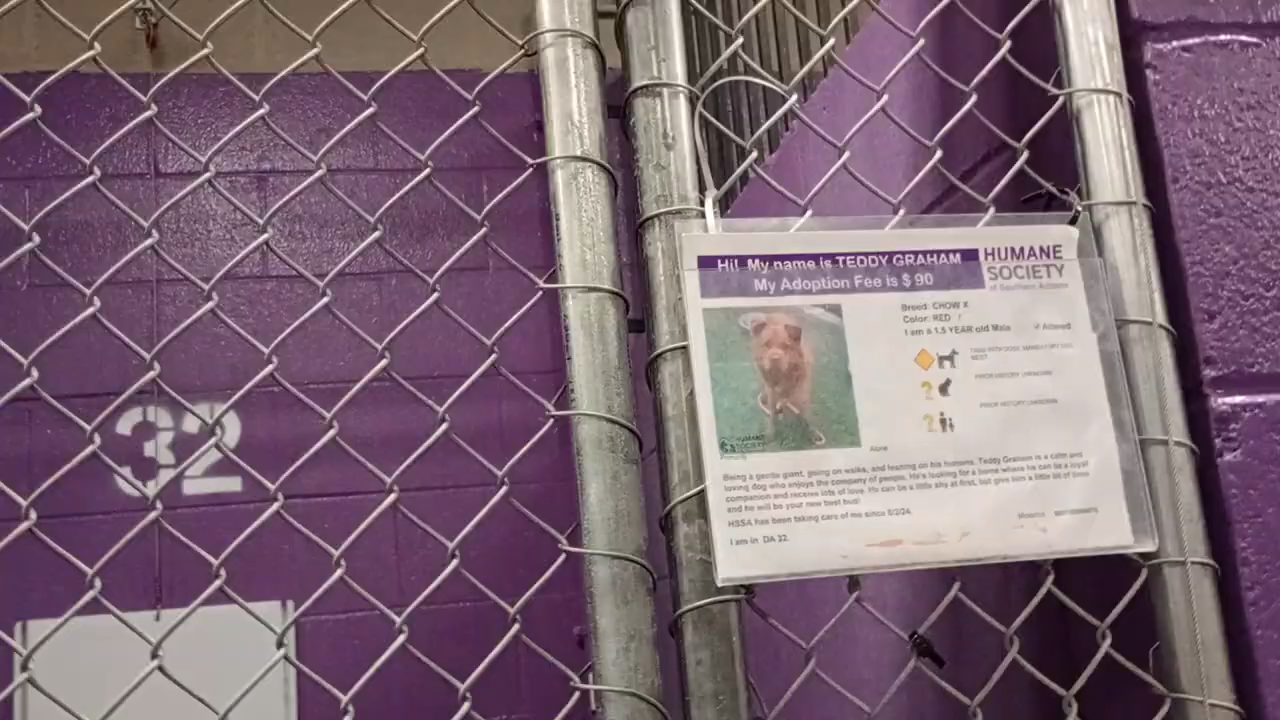 32
Hi! My name is TEDDY GRAHAM
My Adoption Fee is $ 90
HUMANE
SOCIETY
of Southern Arizona
Breed: CHOW X
Color: RED /
I am a 1.5 YEAR old Male
Altered
PRIOR HISTORY UNKNOWN
?
PRIOR HISTORY UNKNOWN
?
HUMANE
SOCIETY
Alone
Being a gentle giant, going on walks, and leaning on his humans. Teddy Graham is a calm and
loving dog who enjoys the company of people. He's looking for a home where he can be a loyal
companion and receive lots of love. He can be a little shy at first, but give him a little bit of time
and he will be your new best bud!
HSSA has been taking care of me since
I am in DA 32.